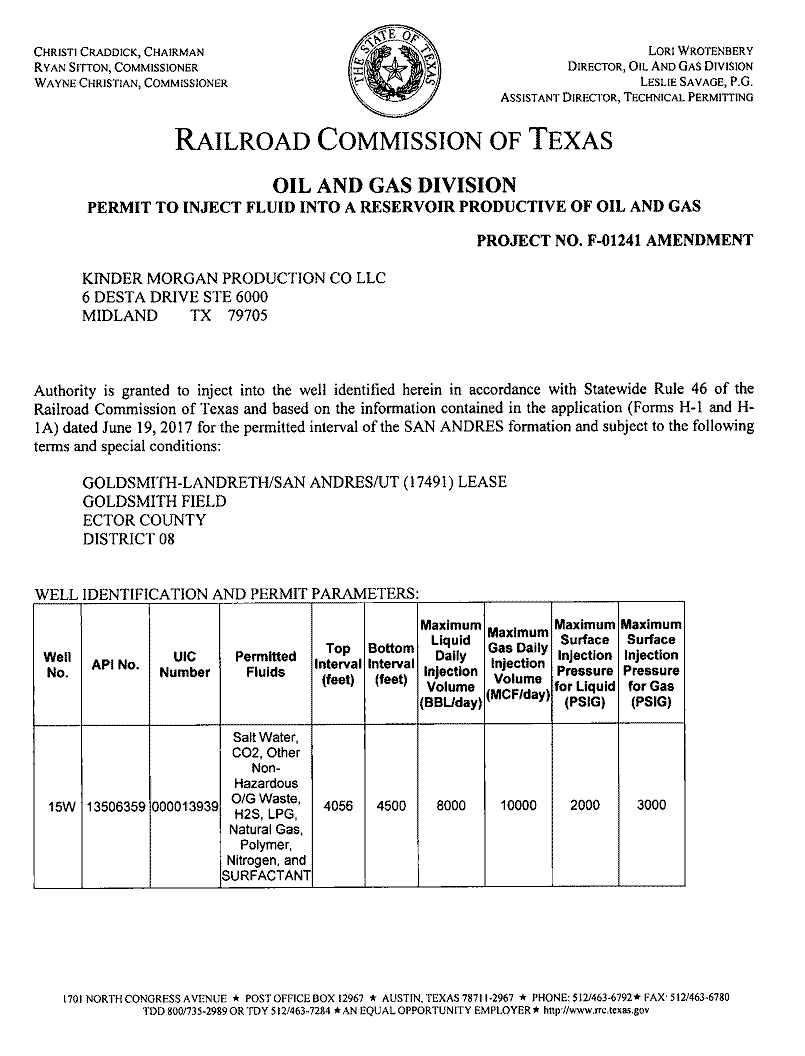 CHRISTI CRADDICK, CHAIRMAN
RYAN SITTON, COMMISSIONER
WAYNE CHRISTIAN, COMMISSIONER
THE STATE OF TEXAS
LORI WROTENBERY
DIRECTOR, OIL AND GAS DIVISION
LESLIE SAVAGE, P.G.
ASSISTANT DIRECTOR, TECHNICAL PERMITTING
RAILROAD COMMISSION OF TEXAS
OIL AND GAS DIVISION
PERMIT TO INJECT FLUID INTO A RESERVOIR PRODUCTIVE OF OIL AND GAS
PROJECT NO. F-01241 AMENDMENT
KINDER MORGAN PRODUCTION CO LLC
6 DESTA DRIVE STE 6000
MIDLAND TX 79705
Authority is granted to inject into the well identified herein in accordance with Statewide Rule 46 of the
Railroad Commission of Texas and based on the information contained in the application (Forms H-1 and H-
1A) dated June 19, 2017 for the permitted interval of the SAN ANDRES formation and subject to the following
terms and special conditions:
GOLDSMITH-LANDRETH/SAN ANDRES/UT (17491) LEASE
GOLDSMITH FIELD
ECTOR COUNTY
DISTRICT 08
WELL IDENTIFICATION AND PERMIT PARAMETERS:
Well
No.
API No.
UIC
Number
Permitted
Fluids
Top
Interval
(feet)
Bottom
Interval
(feet)
Maximum
Liquid
Daily
Injection
Volume
(BBL/day)
Maximum
Gas Daily
Injection
Volume
(MCF/day)
Maximum
Surface
Injection
Pressure
for Liquid
(PSIG)
Maximum
Surface
Injection
Pressure
for Gas
(PSIG)
15W
13506359
000013939
Salt Water,
CO2, Other
Non-
Hazardous
O/G Waste,
H2S, LPG,
Natural Gas,
Polymer,
Nitrogen, and
SURFACTANT
4056
4500
8000
10000
2000
3000
1701 NORTH CONGRESS AVENUE ★ POST OFFICE BOX 12967 ★ AUSTIN, TEXAS 78711-2967 ★ PHONE: 512/463-6792 ★ FAX: 512/463-6780
TDD 800/735-2989 OR TDY 512/463-7284 ★ AN EQUAL OPPORTUNITY EMPLOYER ★ http://www.rrc.texas.gov